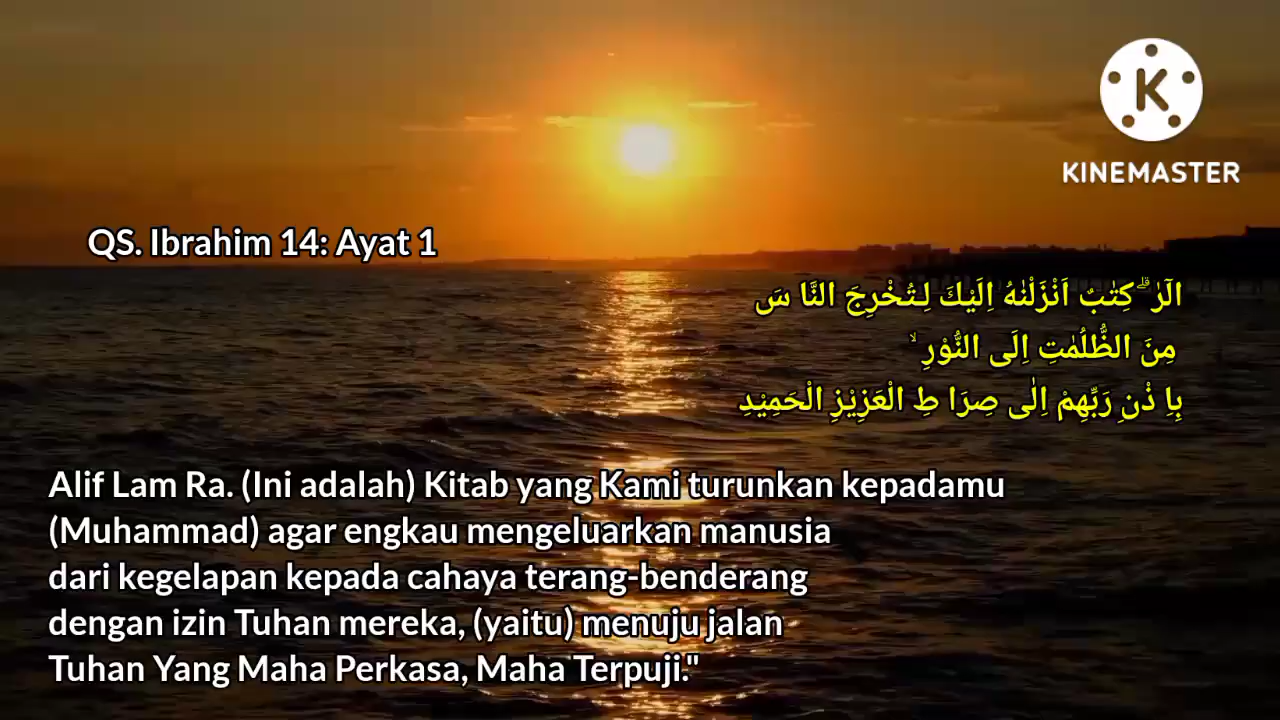 KINEMASTER
QS. Ibrahim 14: Ayat 1
الٓرٰ ۗ كِتٰبٌ اَنْزَلْنٰهُ اِلَيْكَ لِـتُخْرِجَ النَّا سَ
مِنَ الظُّلُمٰتِ اِلَى النُّوْرِ ۙ
بِاِ ذْنِ رَبِّهِمْ اِلٰى صِرَا طِ الْعَزِيْزِ الْحَمِيْدِ
Alif Lam Ra. (Ini adalah) Kitab yang Kami turunkan kepadamu
(Muhammad) agar engkau mengeluarkan manusia
dari kegelapan kepada cahaya terang-benderang
dengan izin Tuhan mereka, (yaitu) menuju jalan
Tuhan Yang Maha Perkasa, Maha Terpuji."